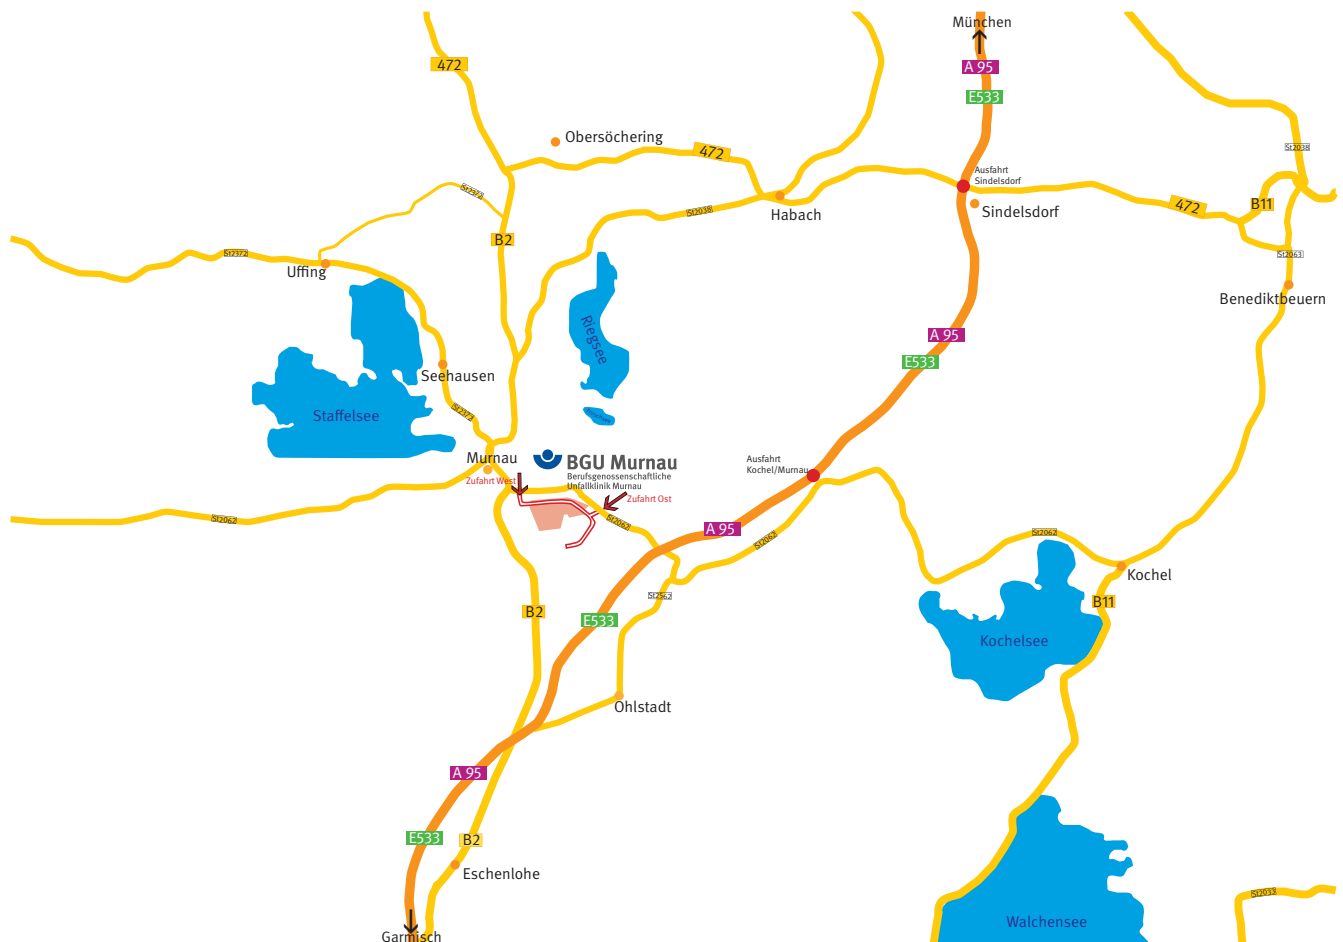 München
A 95
472
E533
Obersöchering
472
St2038
Ausfahrt
Sindelsdorf
St2372
472
B11
Habach
St2038
Sindelsdorf
B2
St2372
St2063
Uffing
Benediktbeuern
Riegsee
A 95
E533
Seehausen
St2372
Staffelsee
Murnau
BGU Murnau
Berufsgenossenschaftliche
Unfallklinik Murnau
Ausfahrt
Kochel/Murnau
Zufahrt West
Zufahrt Ost
St2062
St2062
A 95
St2062
St2062
Kochel
St2562
B11
B2
E533
Kochelsee
Ohlstadt
A 95
E533
B2
Eschenlohe
Walchensee
Garmisch